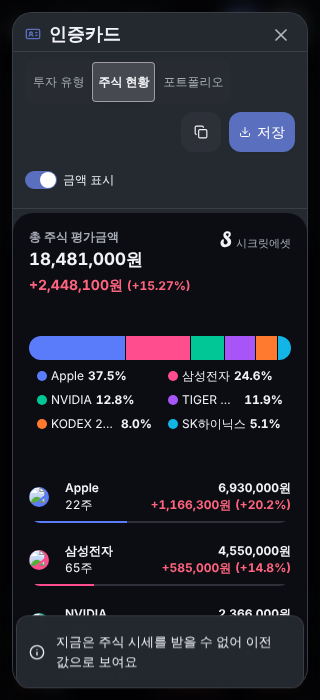 인증카드
투자 유형 주식 현황 포트폴리오
저장
금액 표시
총 주식 평가금액
시크릿에셋
18,481,000원
+2,448,100원 (+15.27%)
Apple 37.5% 삼성전자 24.6%
NVIDIA 12.8% TIGER ... 11.9%
KODEX 2... 8.0% SK하이닉스 5.1%
Apple 6,930,000원
22주 +1,166,300원 (+20.2%)
삼성전자 4,550,000원
65주 +585,000원 (+14.8%)
NVIDIA 2,366,000원
지금은 주식 시세를 받을 수 없어 이전
값으로 보여요